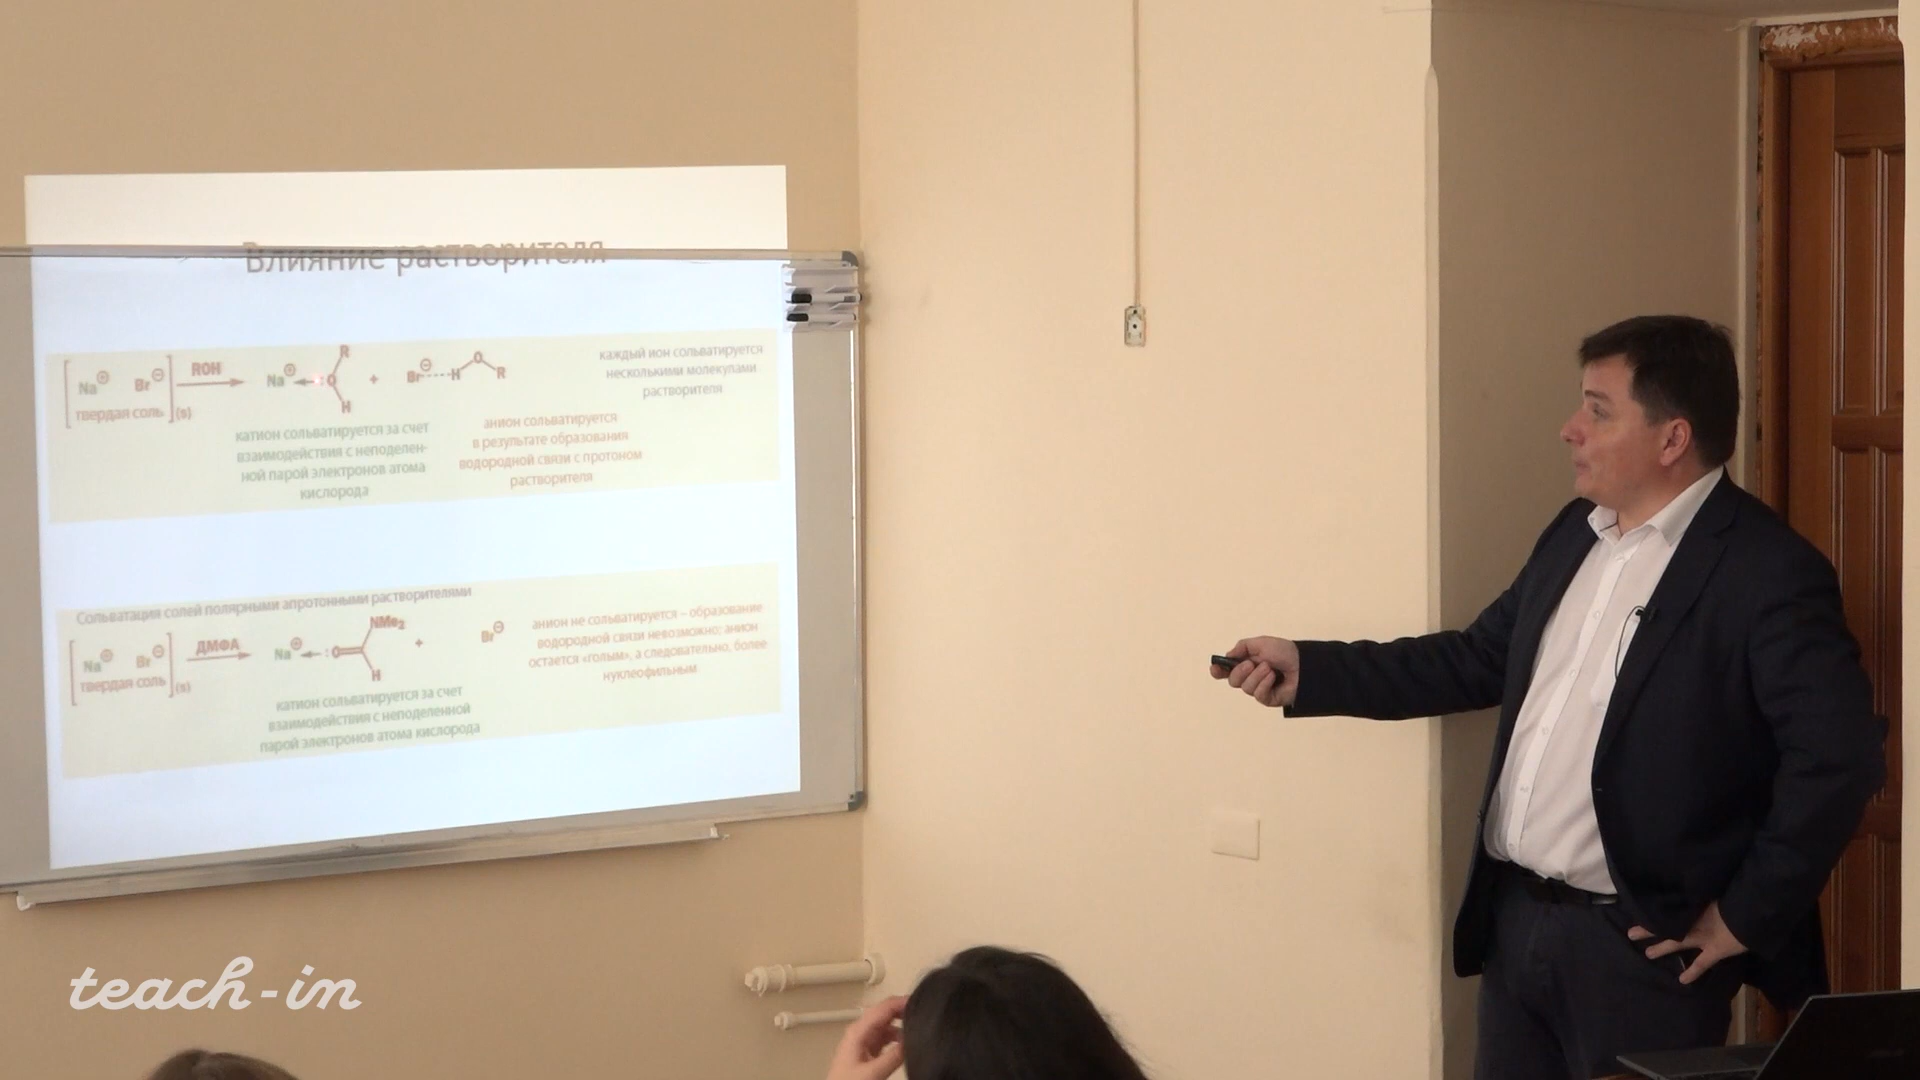 Влияние растворителя
Na⊕ Br⊖
твердая соль (s)
ROH
Na⊕ :O R H
+
Br⊖ H O R
каждый ион сольватируется
несколькими молекулами
растворителя
катион сольватируется за счет
взаимодействия с неподелен-
ной парой электронов атома
кислорода
анион сольватируется
в результате образования
водородной связи с протоном
растворителя
Сольватация солей полярными апротонными растворителями
Na⊕ Br⊖
твердая соль (s)
ДМФА
Na⊕ :O NMe₂ H
+
Br⊖
анион не сольватируется – образование
водородной связи невозможно; анион
остается «голым», а следовательно, более
нуклеофильным
катион сольватируется за счет
взаимодействия с неподеленной
парой электронов атома кислорода
teach-in